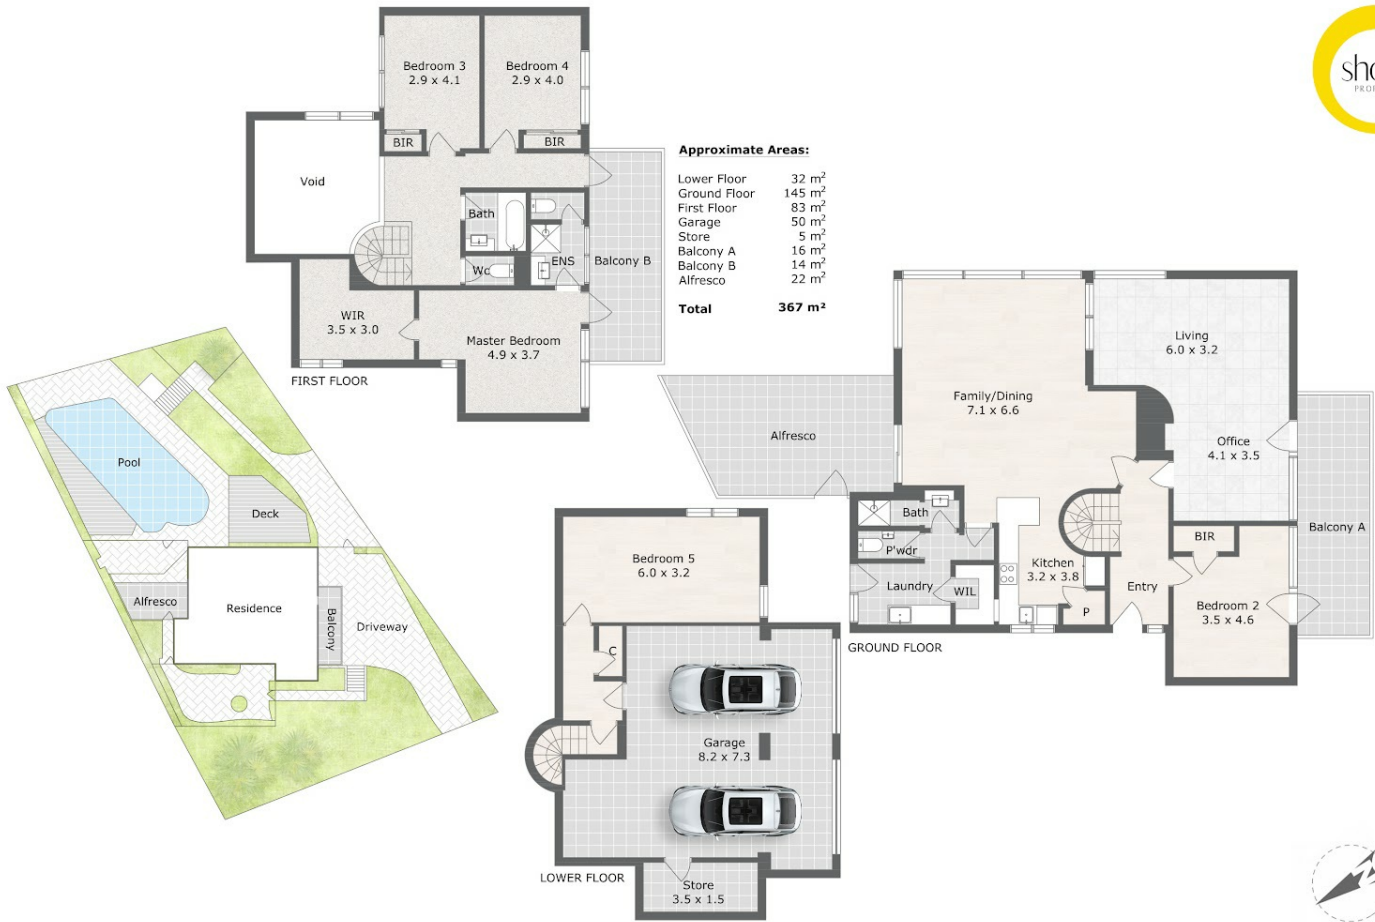 Bedroom 3
2.9 x 4.1
Bedroom 4
2.9 x 4.0
BIR
BIR
Void
Bath
Wc
ENS
Balcony B
WIR
3.5 x 3.0
Master Bedroom
4.9 x 3.7
FIRST FLOOR
Approximate Areas:
Lower Floor 32 m²
Ground Floor 145 m²
First Floor 83 m²
Garage 50 m²
Store 5 m²
Balcony A 16 m²
Balcony B 14 m²
Alfresco 22 m²
Total 367 m²
Pool
Deck
Alfresco
Residence
Balcony
Driveway
Bedroom 5
6.0 x 3.2
C
Garage
8.2 x 7.3
Store
3.5 x 1.5
LOWER FLOOR
Living
6.0 x 3.2
Family/Dining
7.1 x 6.6
Alfresco
Office
4.1 x 3.5
Bath
P'wdr
Laundry
WIL
Kitchen
3.2 x 3.8
P
Entry
BIR
Bedroom 2
3.5 x 4.6
Balcony A
GROUND FLOOR